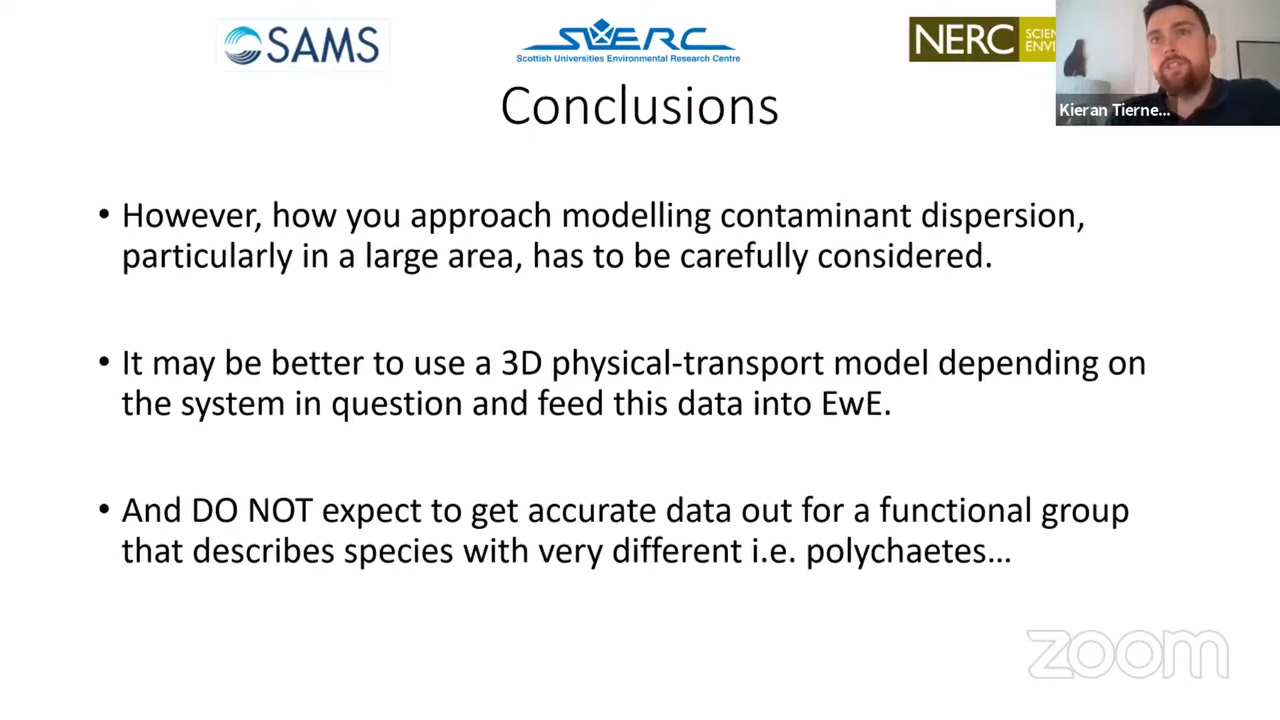 SAMS
SUERC
Scottish Universities Environmental Research Centre
NERC
SCIEN
ENVI
Kieran Tierne...
Conclusions
• However, how you approach modelling contaminant dispersion,
particularly in a large area, has to be carefully considered.
• It may be better to use a 3D physical-transport model depending on
the system in question and feed this data into EwE.
• And DO NOT expect to get accurate data out for a functional group
that describes species with very different i.e. polychaetes...
zoom